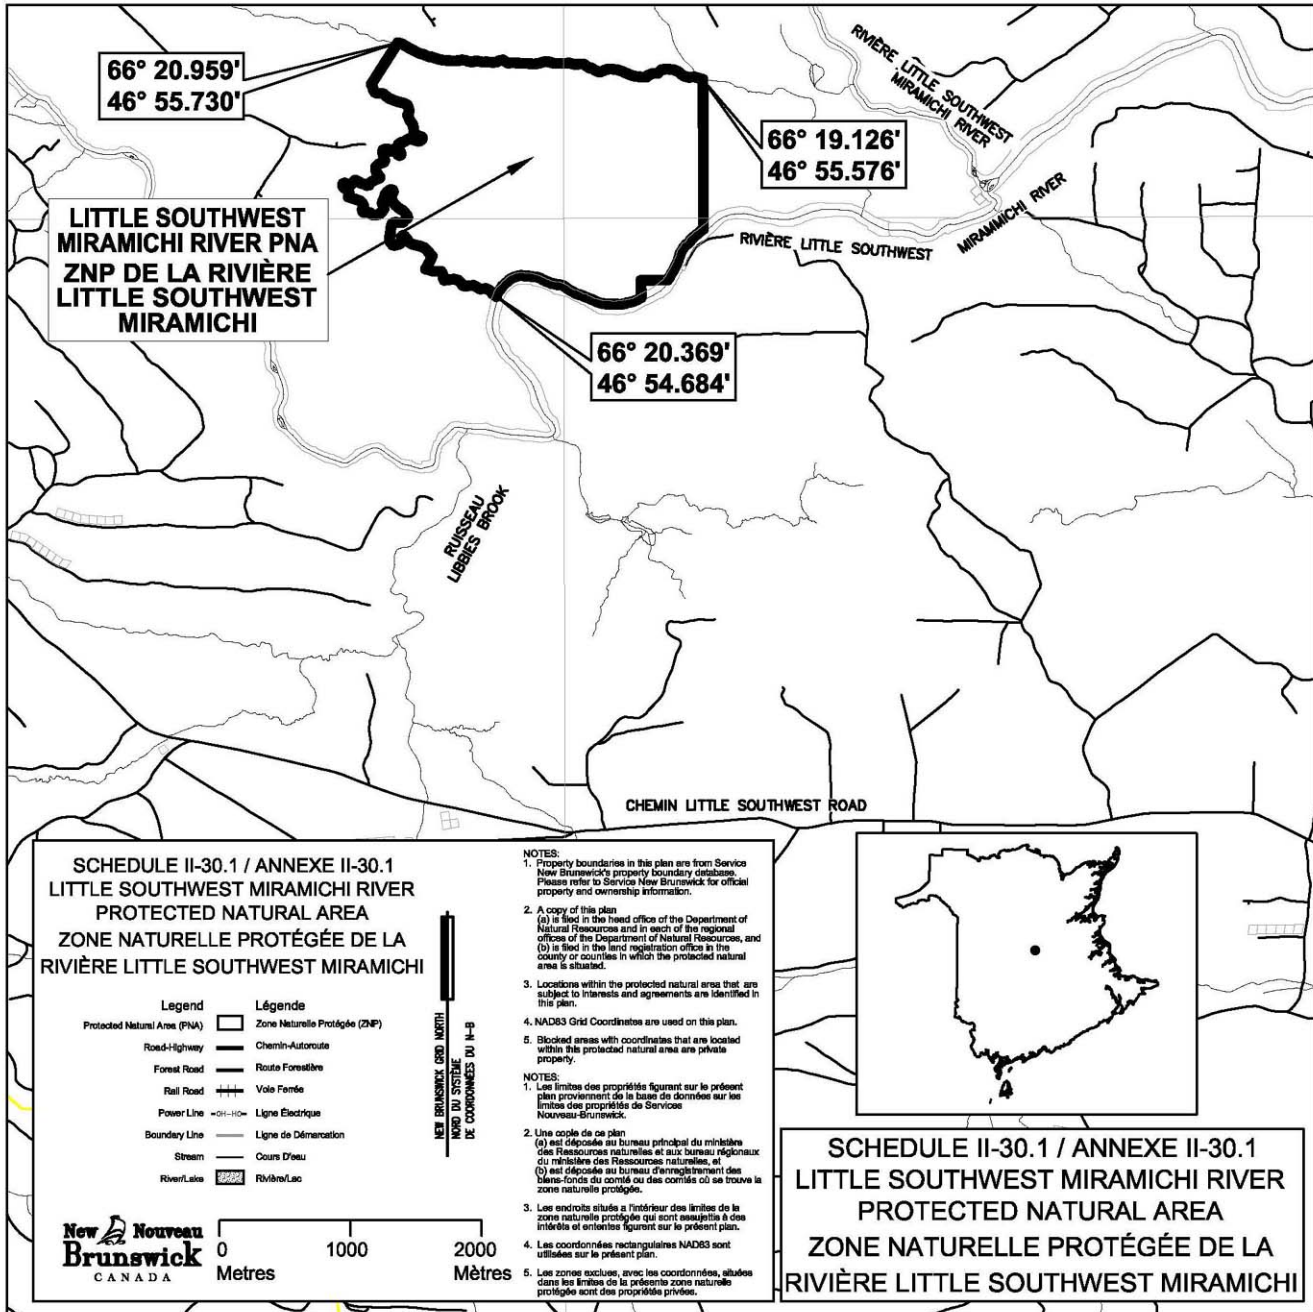 RIVIÈRE LITTLE SOUTHWEST
MIRAMICHI RIVER
66° 20.959'
46° 55.730'
66° 19.126'
46° 55.576'
LITTLE SOUTHWEST
MIRAMICHI RIVER PNA
ZNP DE LA RIVIÈRE
LITTLE SOUTHWEST
MIRAMICHI
RIVIÈRE LITTLE SOUTHWEST
MIRAMMICHI RIVER
66° 20.369'
46° 54.684'
RUISSEAU
LIBBIES BROOK
CHEMIN LITTLE SOUTHWEST ROAD
SCHEDULE II-30.1 / ANNEXE II-30.1
LITTLE SOUTHWEST MIRAMICHI RIVER
PROTECTED NATURAL AREA
ZONE NATURELLE PROTÉGÉE DE LA
RIVIÈRE LITTLE SOUTHWEST MIRAMICHI
Legend Légende
Protected Natural Area (PNA) Zone Naturelle Protégée (ZNP)
Road-Highway Chemin-Autoroute
Forest Road Route Forestière
Rail Road Voie Ferrée
Power Line -OH-HO- Ligne Électrique
Boundary Line Ligne de Démarcation
Stream Cours D'eau
River/Lake Rivière/Lac
NEW BRUNSWICK GRID NORTH
NORD DU SYSTÈME
DE COORDONNÉES DU N-B
New Nouveau
Brunswick
CANADA
0 1000 2000
Metres Mètres
NOTES:
1. Property boundaries in this plan are from Service
New Brunswick's property boundary database.
Please refer to Service New Brunswick for official
property and ownership information.
2. A copy of this plan
(a) is filed in the head office of the Department of
Natural Resources and in each of the regional
offices of the Department of Natural Resources, and
(b) is filed in the land registration office in the
county or counties in which the protected natural
area is situated.
3. Locations within the protected natural area that are
subject to interests and agreements are identified in
this plan.
4. NAD83 Grid Coordinates are used on this plan.
5. Blocked areas with coordinates that are located
within this protected natural area are private
property.
NOTES:
1. Les limites des propriétés figurant sur le présent
plan proviennent de la base de données sur les
limites des propriétés de Services
Nouveau-Brunswick.
2. Une copie de ce plan
(a) est déposée au bureau principal du ministère
des Ressources naturelles et aux bureau régionaux
du ministère des Ressources naturelles, et
(b) est déposée au bureau d'enregistrement des
biens-fonds du comté ou des comtés où se trouve la
zone naturelle protégée.
3. Les endroits situés a l'intérieur des limites de la
zone naturelle protégée qui sont assujettis à des
intérêts et ententes figurent sur le présent plan.
4. Les coordonnées rectangulaires NAD83 sont
utilisées sur le présent plan.
5. Les zones exclues, avec les coordonnées, situées
dans les limites de la présente zone naturelle
protégée sont des propriétés privées.
SCHEDULE II-30.1 / ANNEXE II-30.1
LITTLE SOUTHWEST MIRAMICHI RIVER
PROTECTED NATURAL AREA
ZONE NATURELLE PROTÉGÉE DE LA
RIVIÈRE LITTLE SOUTHWEST MIRAMICHI